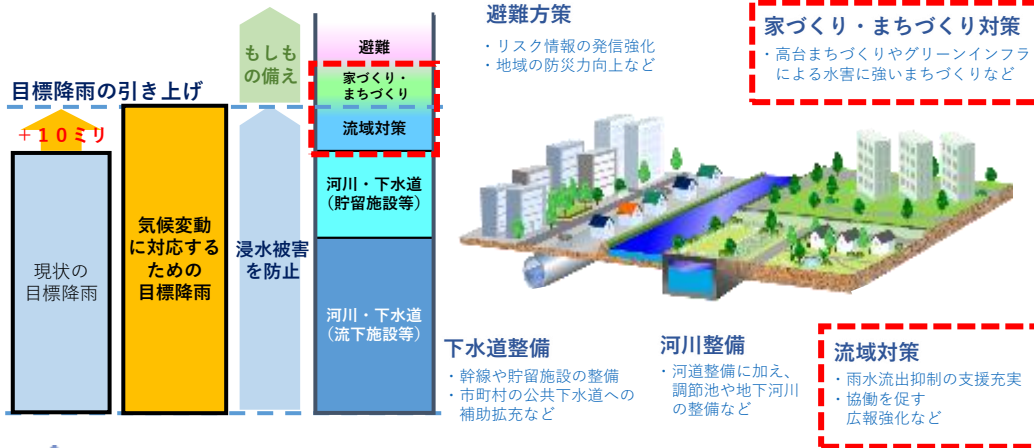 目標降雨の引き上げ
+10ミリ
現状の
目標降雨
気候変動
に対応する
ための
目標降雨
もしも
の備え
浸水被害
を防止
避難
家づくり・
まちづくり
流域対策
河川・下水道
(貯留施設等)
河川・下水道
(流下施設等)
避難方策
・リスク情報の発信強化
・地域の防災力向上など
家づくり・まちづくり対策
・高台まちづくりやグリーンインフラ
による水害に強いまちづくりなど
下水道整備
・幹線や貯留施設の整備
・市町村の公共下水道への
補助拡充など
河川整備
・河道整備に加え、
調節池や地下河川
の整備など
流域対策
・雨水流出抑制の支援充実
・協働を促す
広報強化など